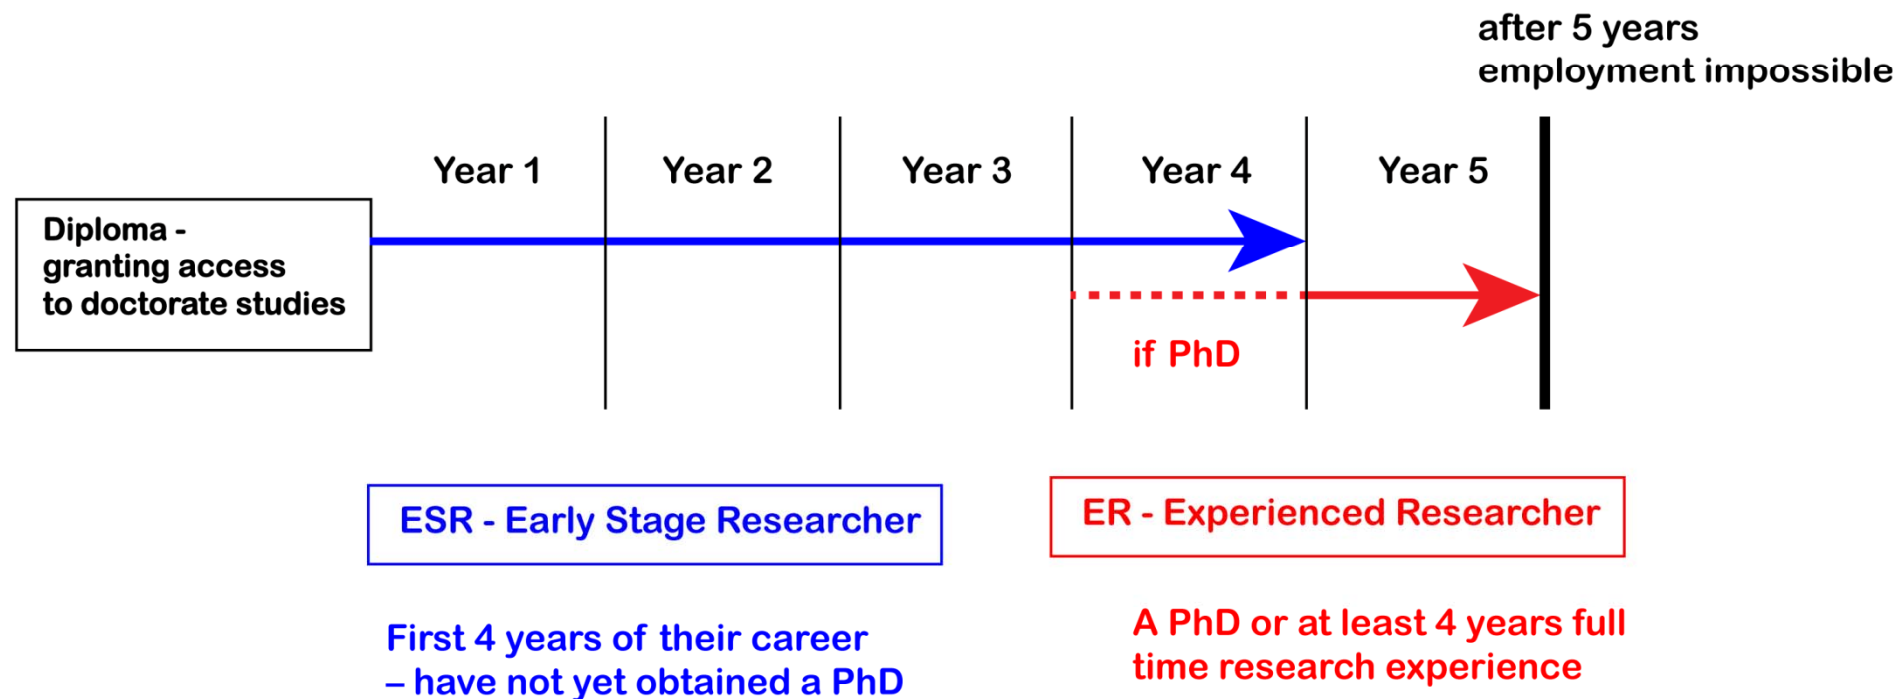 after 5 years
employment impossible
Year 1
Year 2
Year 3
Year 4
Year 5
Diploma -
granting access
to doctorate studies
if PhD
ESR - Early Stage Researcher
ER - Experienced Researcher
First 4 years of their career
– have not yet obtained a PhD
A PhD or at least 4 years full
time research experience